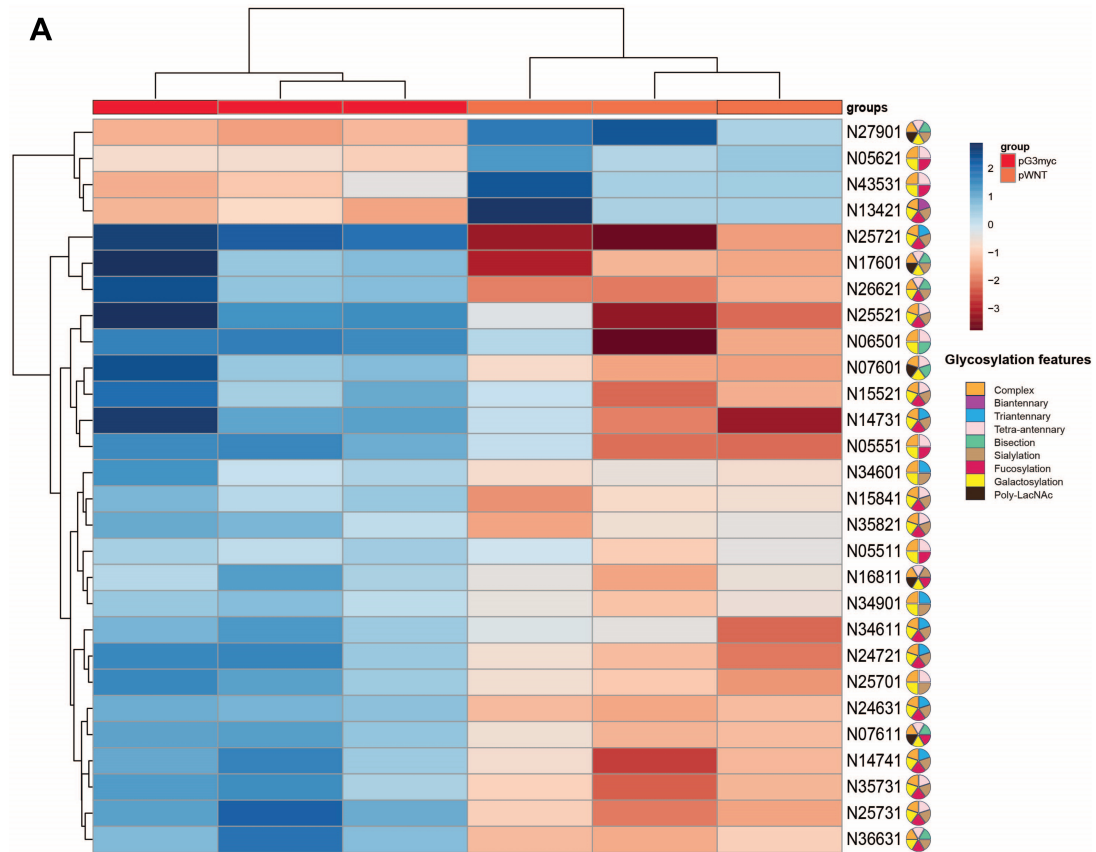 A
groups
N27901
N05621
N43531
N13421
N25721
N17601
N26621
N25521
N06501
N07601
N15521
N14731
N05551
N34601
N15841
N35821
N05511
N16811
N34901
N34611
N24721
N25701
N24631
N07611
N14741
N35731
N25731
N36631
group
pG3myc
pWNT
2
1
0
−1
−2
−3
Glycosylation features
Complex
Biantennary
Triantennary
Tetra-antennary
Bisection
Sialylation
Fucosylation
Galactosylation
Poly-LacNAc